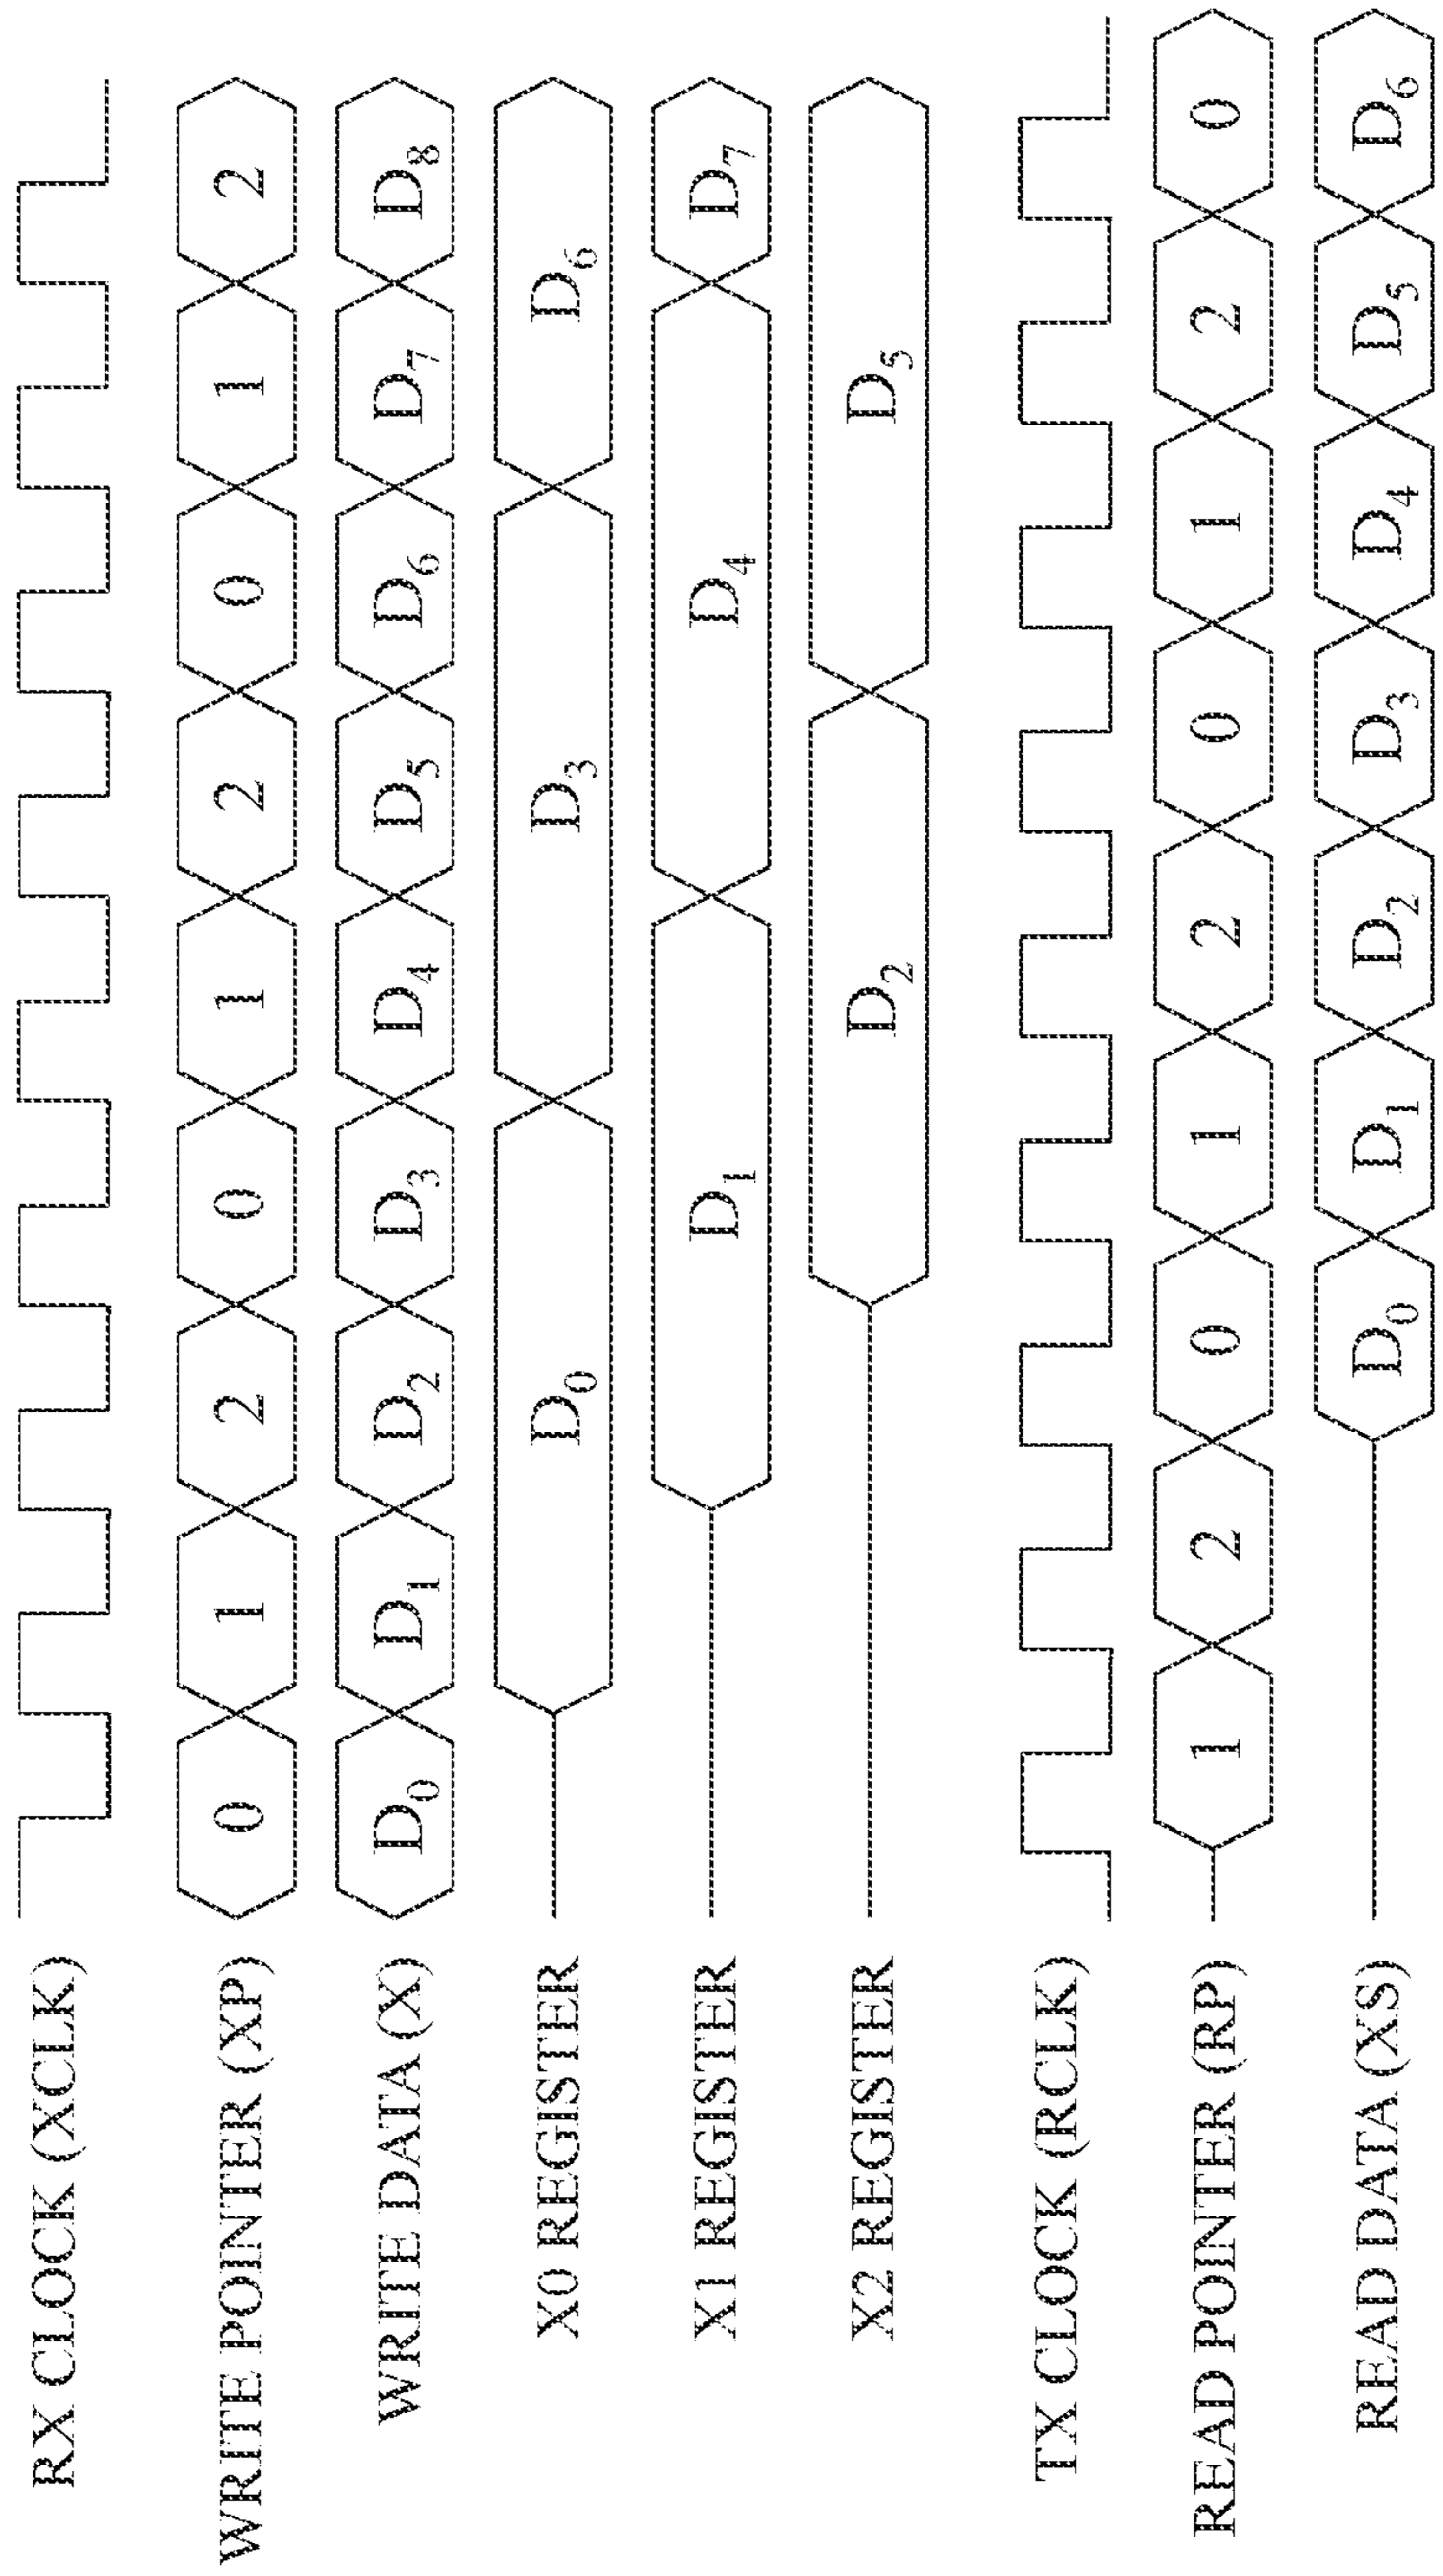 RX CLOCK (XCLK)
WRITE POINTER (XP) 0 1 2 0 1 2 0 1 2
WRITE DATA (X) D0 D1 D2 D3 D4 D5 D6 D7 D8
X0 REGISTER D0 D3 D6
X1 REGISTER D1 D4 D7
X2 REGISTER D2 D5
TX CLOCK (RCLK)
READ POINTER (RP) 1 2 0 1 2 0 1 2 0
READ DATA (XS) D0 D1 D2 D3 D4 D5 D6